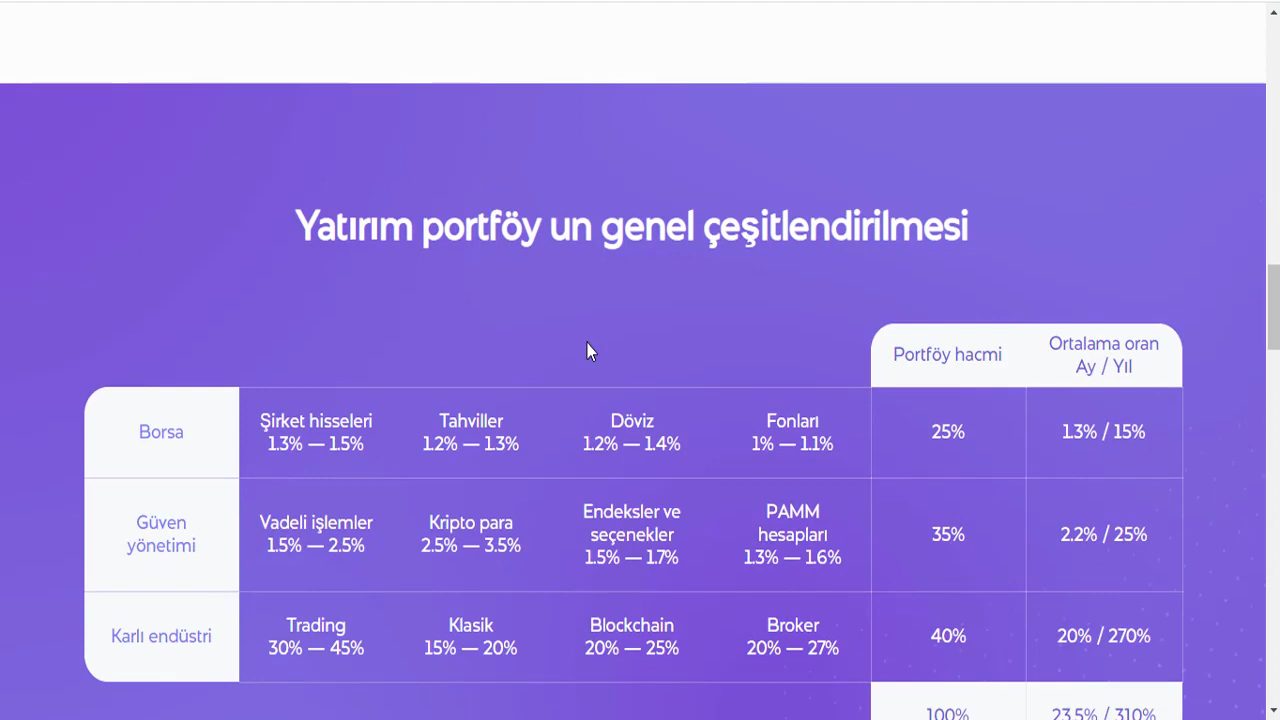 Yatırım portföy un genel çeşitlendirilmesi
Portföy hacmi
Ortalama oran
Ay / Yıl
Borsa
Şirket hisseleri
1.3% — 1.5%
Tahviller
1.2% — 1.3%
Döviz
1.2% — 1.4%
Fonları
1% — 1.1%
25%
1.3% / 15%
Güven
yönetimi
Vadeli işlemler
1.5% — 2.5%
Kripto para
2.5% — 3.5%
Endeksler ve
seçenekler
1.5% — 1.7%
PAMM
hesapları
1.3% — 1.6%
35%
2.2% / 25%
Karlı endüstri
Trading
30% — 45%
Klasik
15% — 20%
Blockchain
20% — 25%
Broker
20% — 27%
40%
20% / 270%
100%
23.5% / 310%